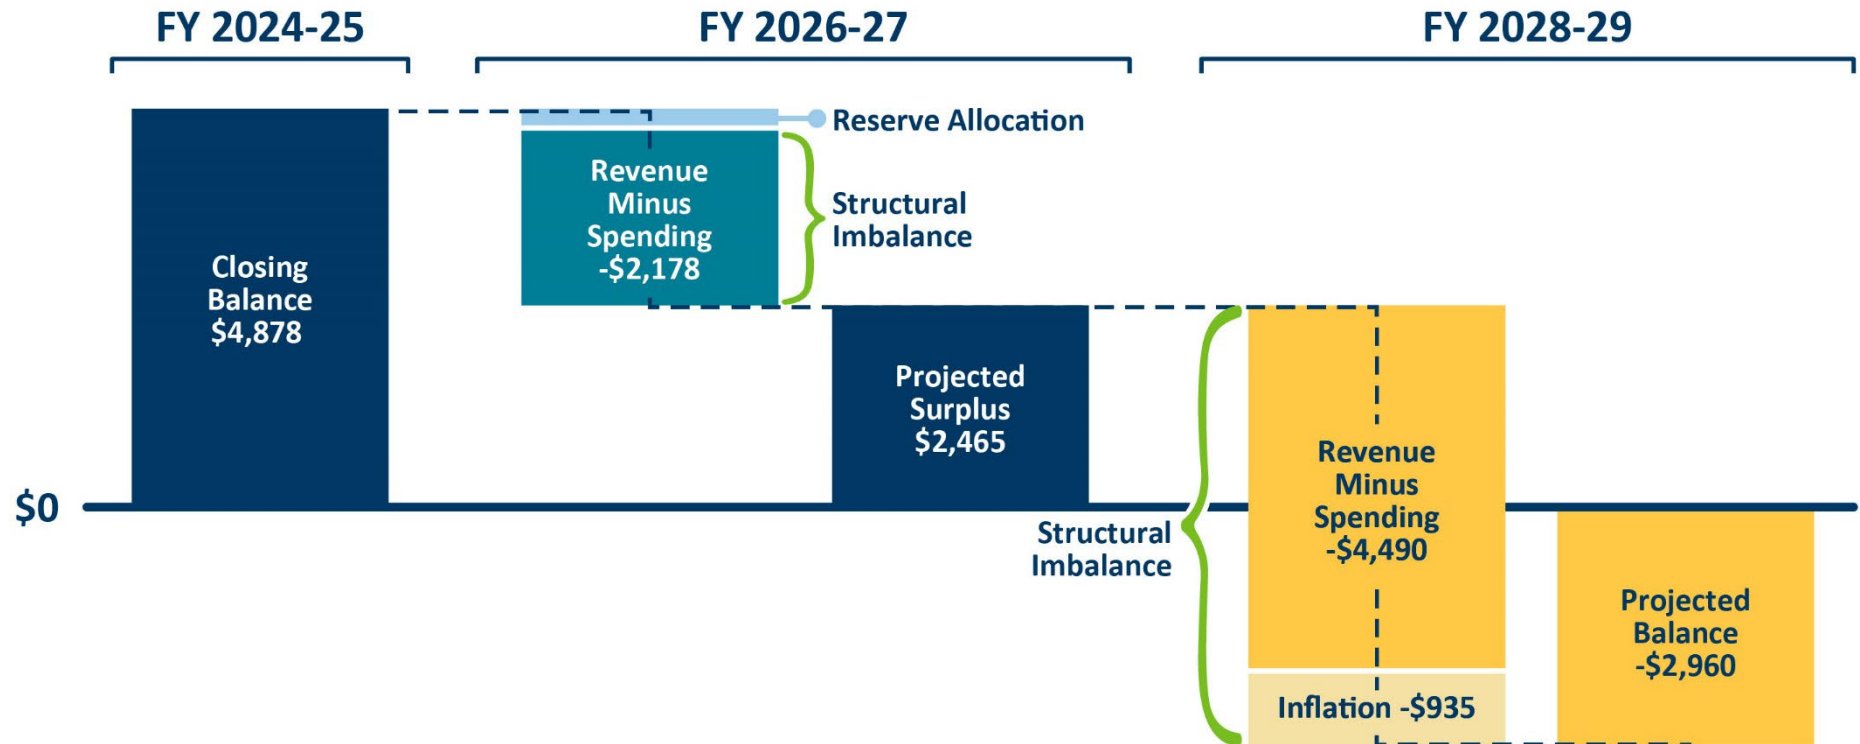 FY 2024-25
FY 2026-27
FY 2028-29
Closing
Balance
$4,878
Reserve Allocation
Revenue
Minus
Spending
-$2,178
Structural
Imbalance
Projected
Surplus
$2,465
$0
Structural
Imbalance
Revenue
Minus
Spending
-$4,490
Inflation -$935
Projected
Balance
-$2,960